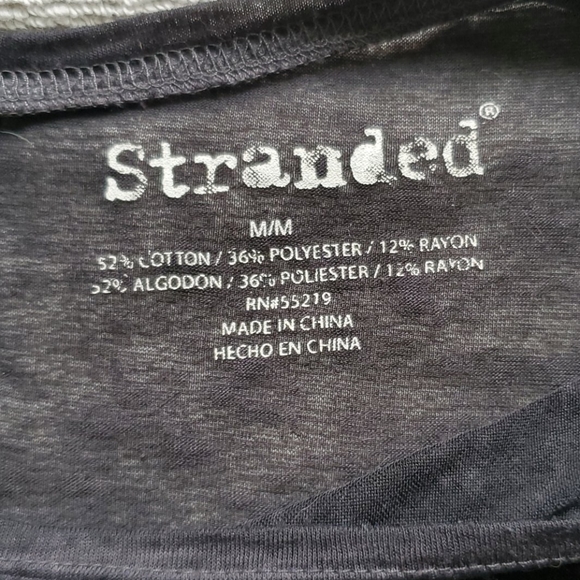 Stranded®
M/M
52% COTTON / 36% POLYESTER / 12% RAYON
52% ALGODON / 36% POLIESTER / 12% RAYON
RN#55219
MADE IN CHINA
HECHO EN CHINA